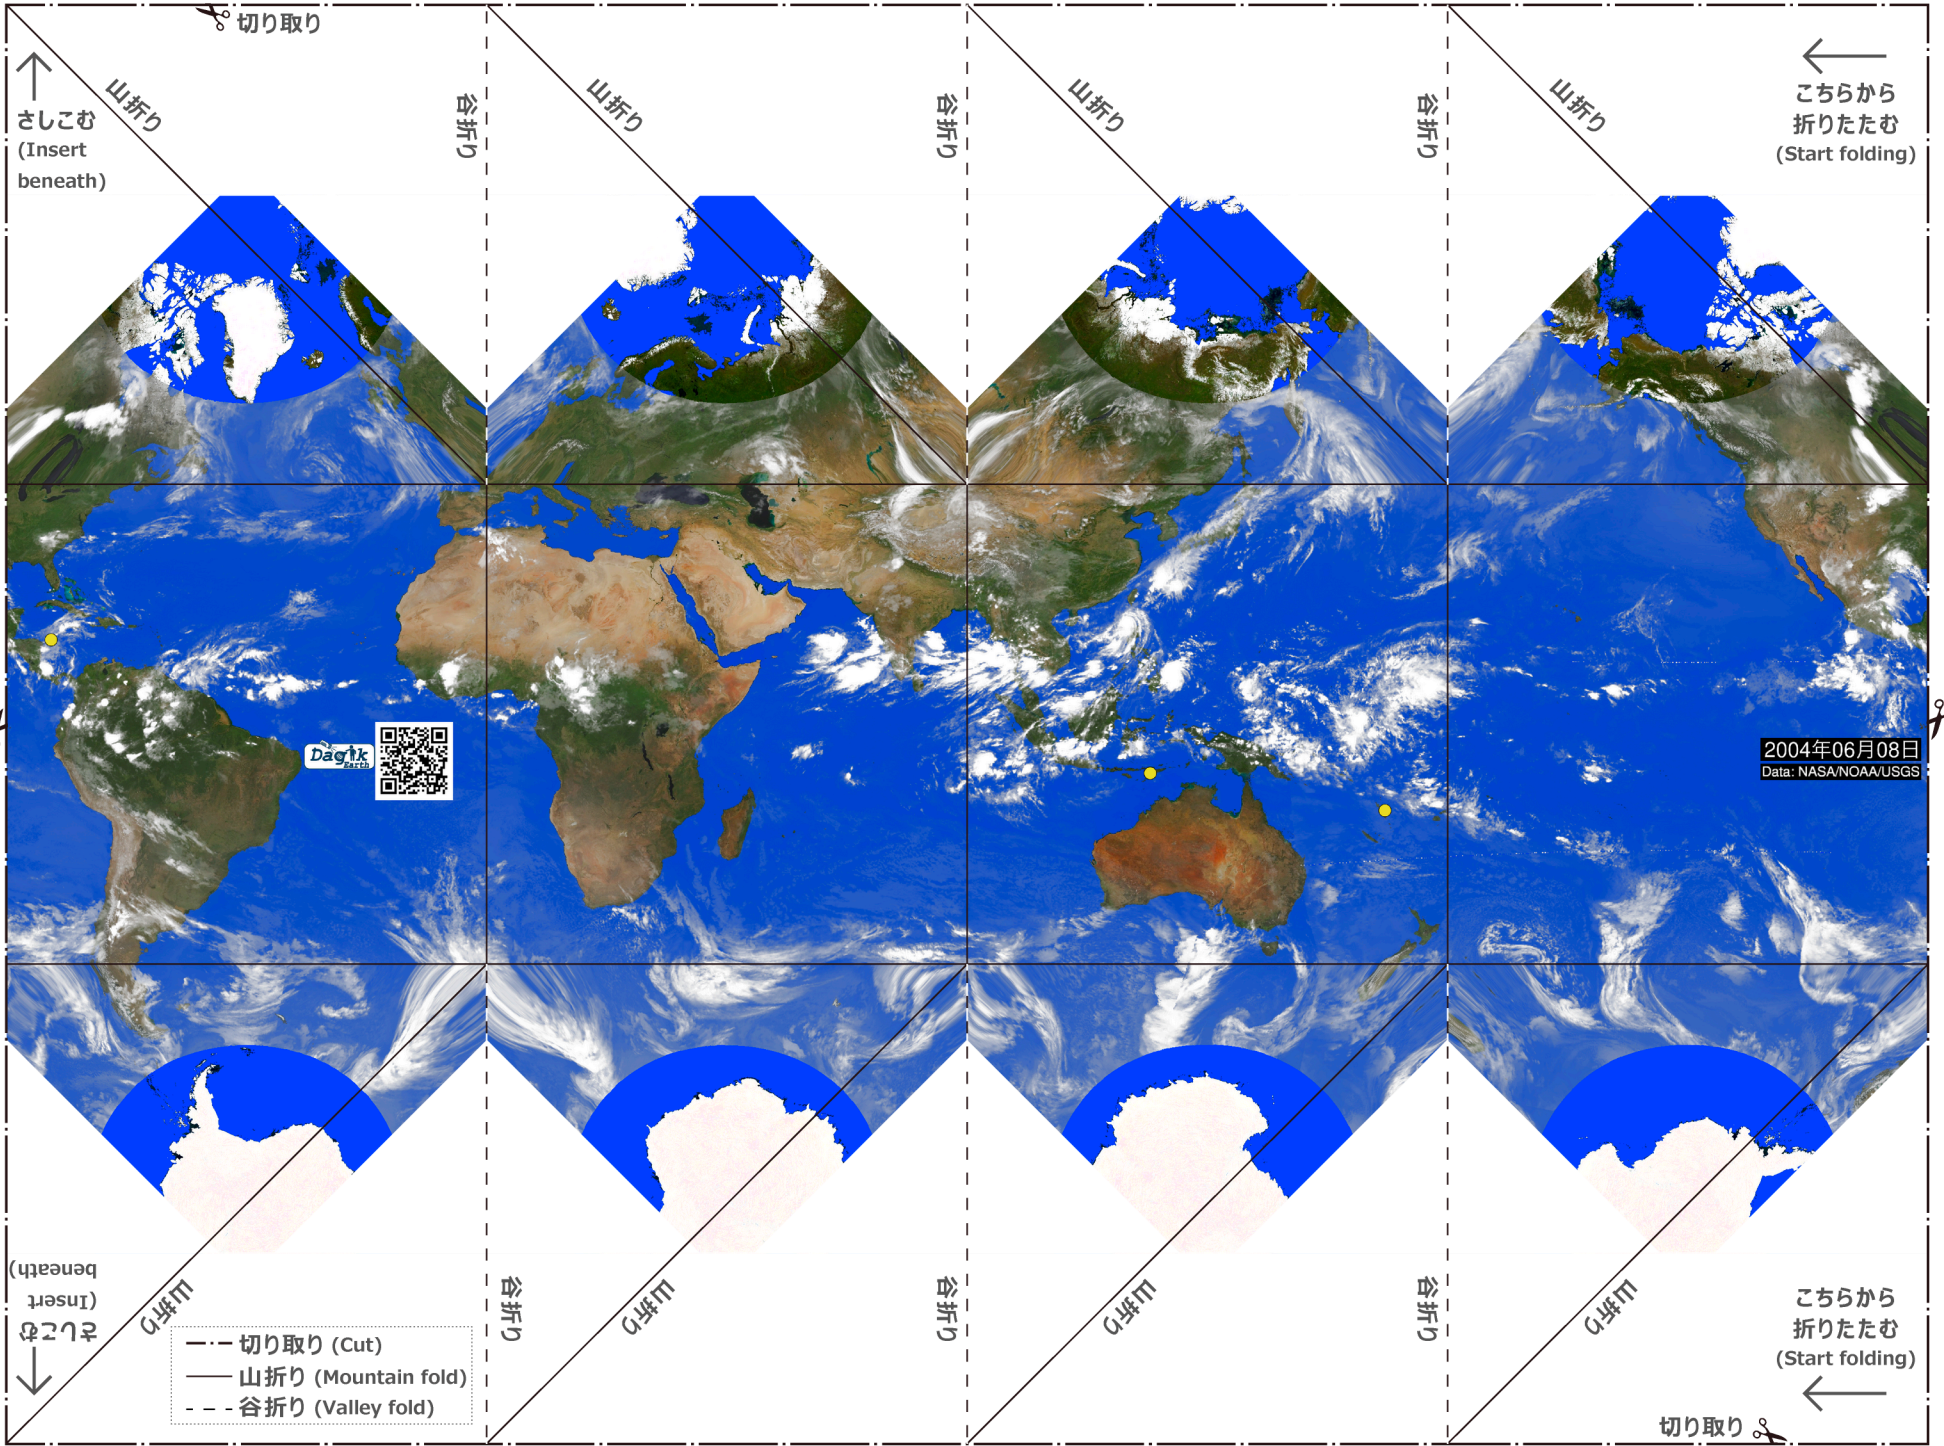 切り取り
山折り
谷折り
山折り
谷折り
山折り
谷折り
山折り
さしこむ
(Insert
beneath)
こちらから
折りたたむ
(Start folding)
Dagik
Earth
2004年06月08日
Data: NASA/NOAA/USGS
さしこむ
(Insert
beneath)
山折り
谷折り
山折り
谷折り
山折り
谷折り
山折り
こちらから
折りたたむ
(Start folding)
切り取り (Cut)
山折り (Mountain fold)
谷折り (Valley fold)
切り取り